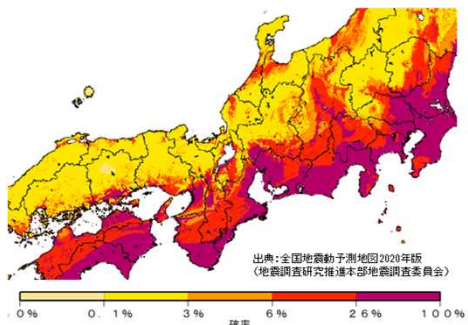 出典:全国地震動予測地図2020年版
(地震調査研究推進本部地震調査委員会)
0% 0.1% 3% 6% 26% 100%
確率